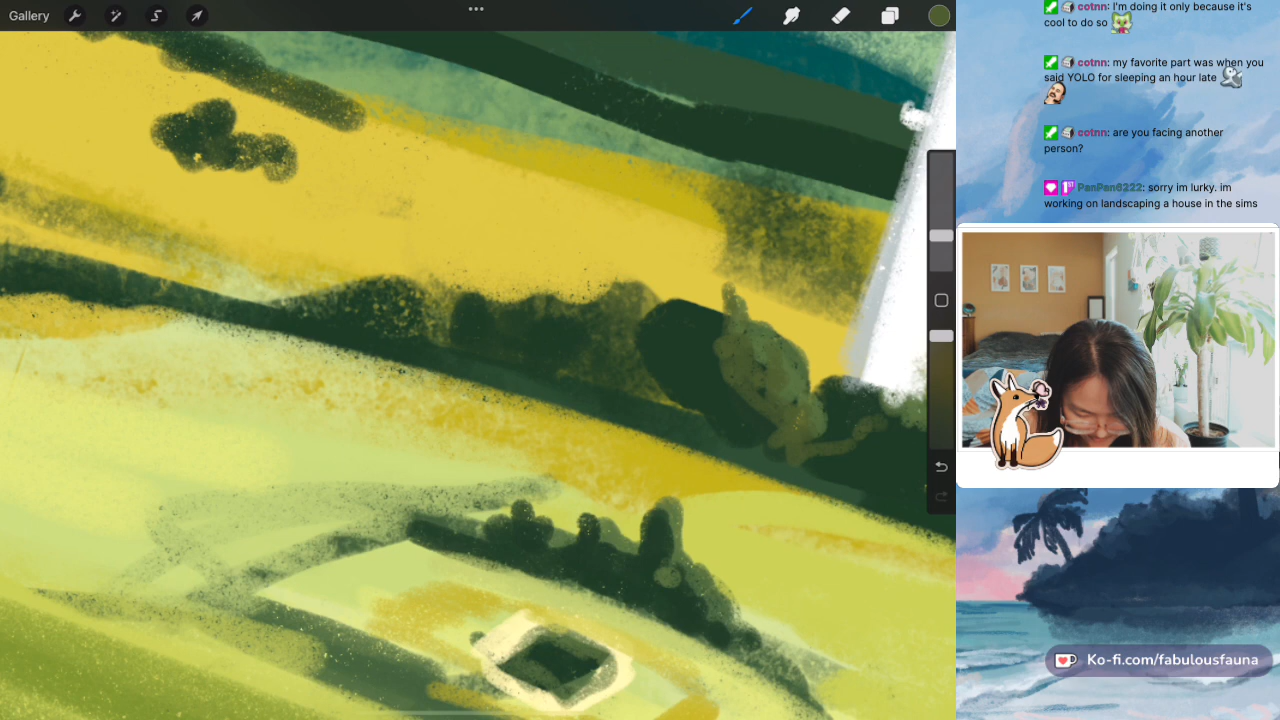 Gallery
cotnn: I'm doing it only because it's
cool to do so
cotnn: my favorite part was when you
said YOLO for sleeping an hour late
cotnn: are you facing another
person?
1ST PanPan6222: sorry im lurky. im
working on landscaping a house in the sims
Ko-fi.com/fabulousfauna